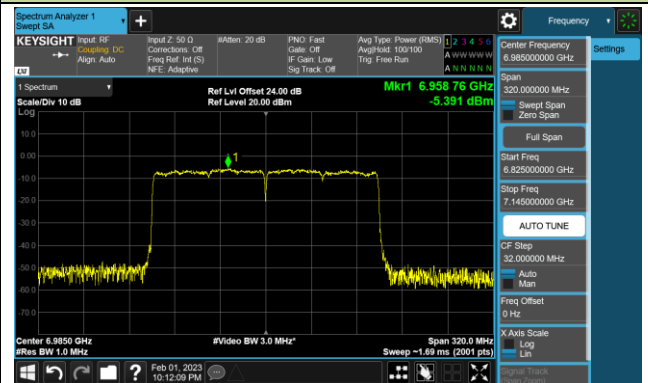 Spectrum Analyzer 1
Swept SA
+
Frequency
KEYSIGHT
Input: RF
Coupling: DC
Align: Auto
Input Z: 50 Ω
Corrections: Off
Freq Ref: Int (S)
NFE: Adaptive
#Atten: 20 dB
PNO: Fast
Gate: Off
IF Gain: Low
Sig Track: Off
Avg Type: Power (RMS)
Avg|Hold: 100/100
Trig: Free Run
1 2 3 4 5 6
A W W W W W
A N N N N N
LXI
1 Spectrum
Scale/Div 10 dB
Log
Ref Lvl Offset 24.00 dB
Ref Level 20.00 dBm
Mkr1 6.958 76 GHz
-5.391 dBm
10.0
0.00
-10.0
-20.0
-30.0
-40.0
-50.0
-60.0
-70.0
1
Center 6.9850 GHz
#Res BW 1.0 MHz
#Video BW 3.0 MHz*
Span 320.0 MHz
Sweep ~1.69 ms (2001 pts)
Feb 01, 2023
10:12:09 PM
?
Center Frequency
6.985000000 GHz
Span
320.000000 MHz
Swept Span
Zero Span
Full Span
Start Freq
6.825000000 GHz
Stop Freq
7.145000000 GHz
AUTO TUNE
CF Step
32.000000 MHz
Auto
Man
Freq Offset
0 Hz
X Axis Scale
Log
Lin
Signal Track
(Span Zoom)
Settings